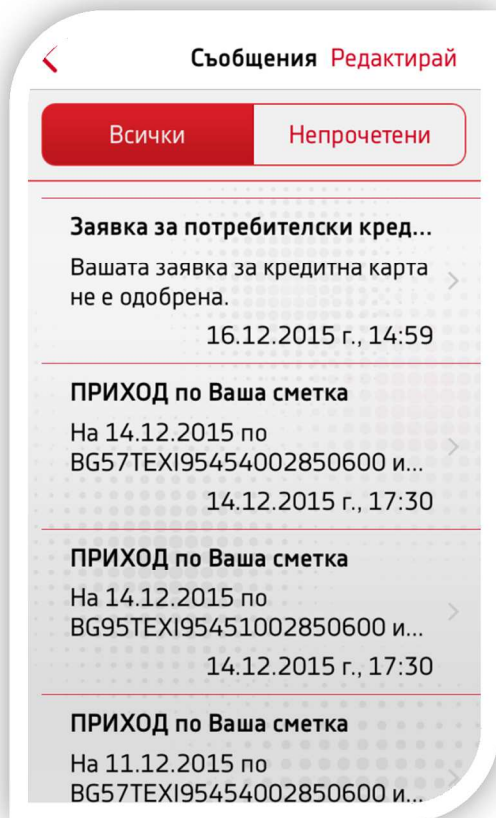 Съобщения Редактирай
Всички Непрочетени
Заявка за потребителски кред...
Вашата заявка за кредитна карта
не е одобрена.
16.12.2015 г., 14:59
ПРИХОД по Ваша сметка
На 14.12.2015 по
BG57TEXI95454002850600 и...
14.12.2015 г., 17:30
ПРИХОД по Ваша сметка
На 14.12.2015 по
BG95TEXI95451002850600 и...
14.12.2015 г., 17:30
ПРИХОД по Ваша сметка
На 11.12.2015 по
BG57TEXI95454002850600 и...